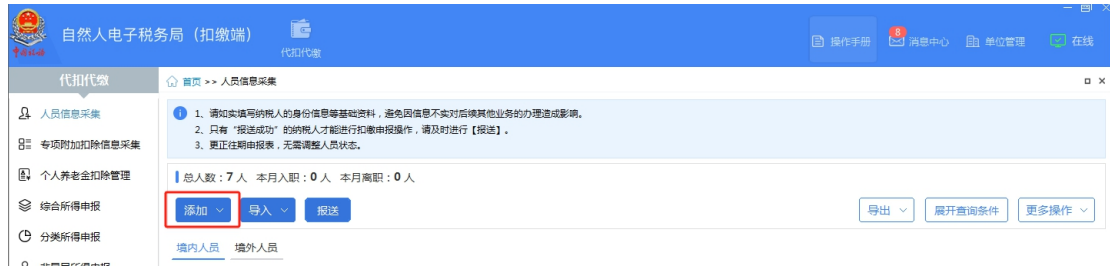 自然人电子税务局（扣缴端）
代扣代缴
操作手册 8 消息中心 单位管理 在线
代扣代缴
首页 >> 人员信息采集
人员信息采集
专项附加扣除信息采集
个人养老金扣除管理
综合所得申报
分类所得申报
1、请如实填写纳税人的身份信息等基础资料，避免因信息不实对后续其他业务的办理造成影响。
2、只有“报送成功”的纳税人才能进行扣缴申报操作，请及时进行【报送】。
3、更正往期申报表，无需调整人员状态。
总人数：7 人 本月入职：0 人 本月离职：0 人
添加 导入 报送 导出 展开查询条件 更多操作
境内人员 境外人员